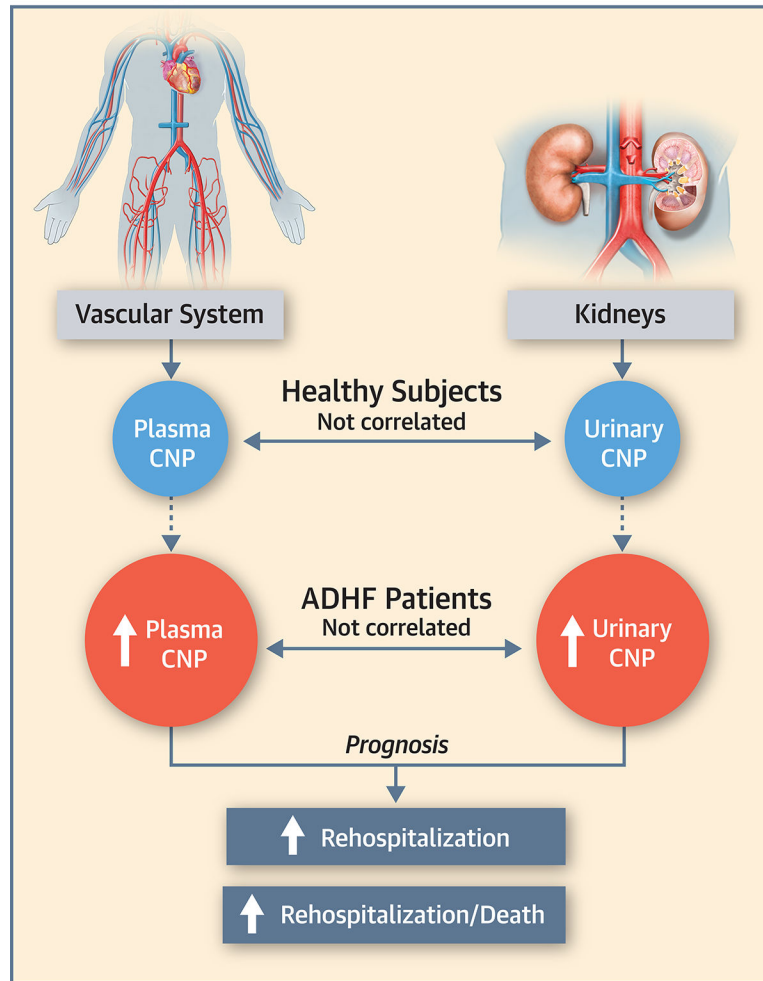 Vascular System
Kidneys
Healthy Subjects
Not correlated
Plasma
CNP
Urinary
CNP
ADHF Patients
Not correlated
Plasma
CNP
Urinary
CNP
Prognosis
Rehospitalization
Rehospitalization/Death